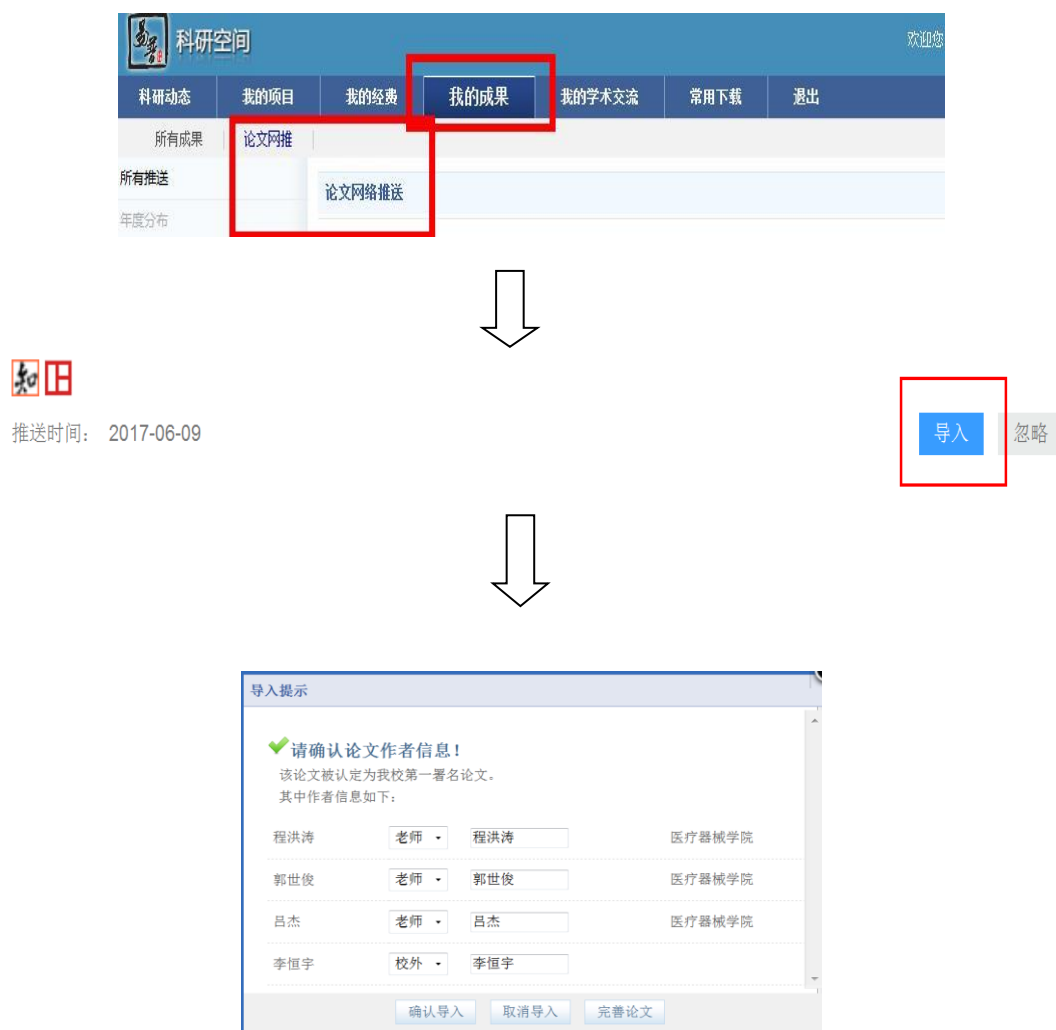 易普 科研空间 欢迎您
科研动态 我的项目 我的经费 我的成果 我的学术交流 常用下载 退出
所有成果 论文网推
所有推送
论文网络推送
年度分布
知
推送时间： 2017-06-09 导入 忽略
导入提示
请确认论文作者信息！
该论文被认定为我校第一署名论文。
其中作者信息如下：
程洪涛 老师 程洪涛 医疗器械学院
郭世俊 老师 郭世俊 医疗器械学院
吕杰 老师 吕杰 医疗器械学院
李恒宇 校外 李恒宇
确认导入 取消导入 完善论文